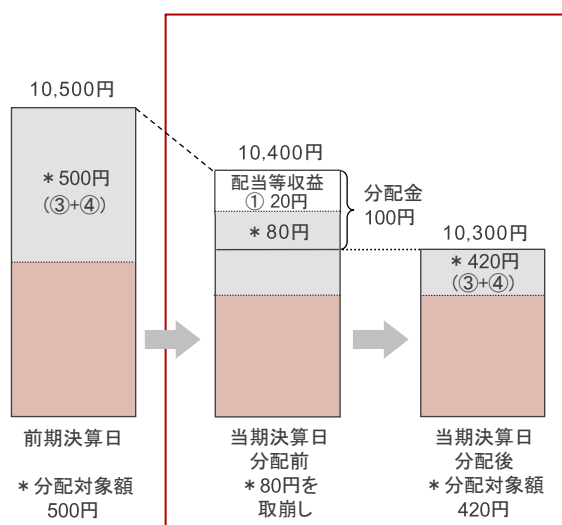 10,500円
＊500円
(③+④)
前期決算日
＊分配対象額
500円
10,400円
配当等収益
① 20円
＊80円
分配金
100円
当期決算日
分配前
＊80円を
取崩し
10,300円
＊420円
(③+④)
当期決算日
分配後
＊分配対象額
420円